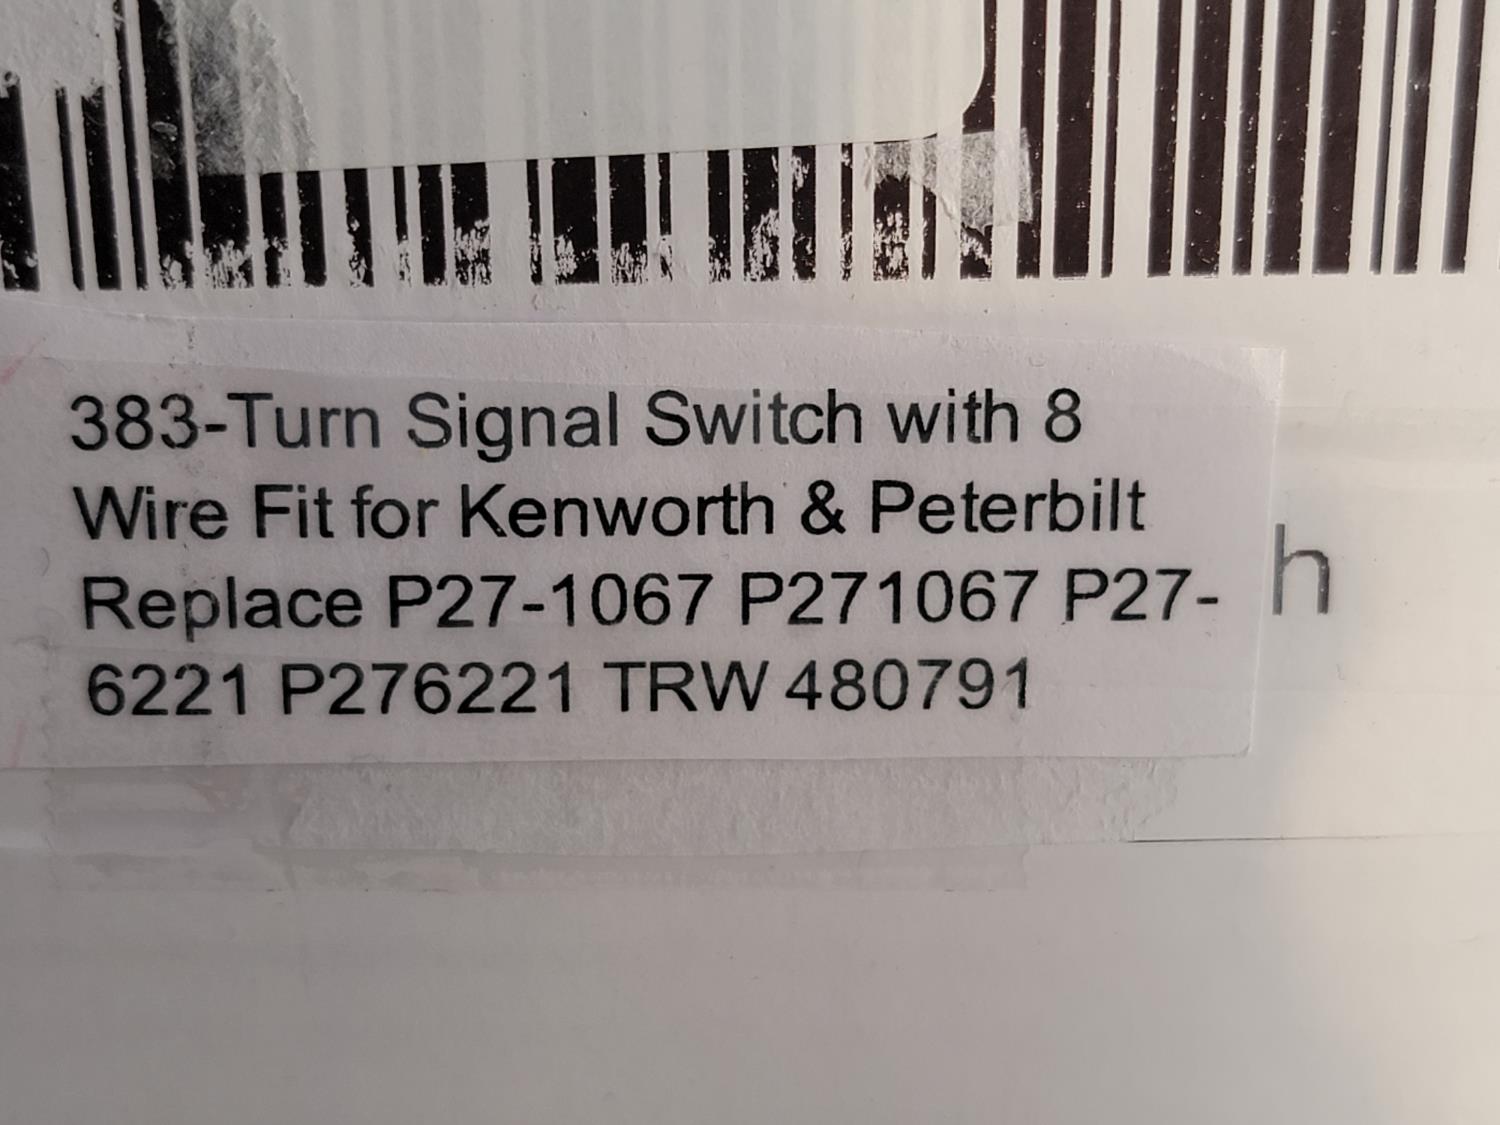 383-Turn Signal Switch with 8
Wire Fit for Kenworth & Peterbilt
Replace P27-1067 P271067 P27-
6221 P276221 TRW 480791
h